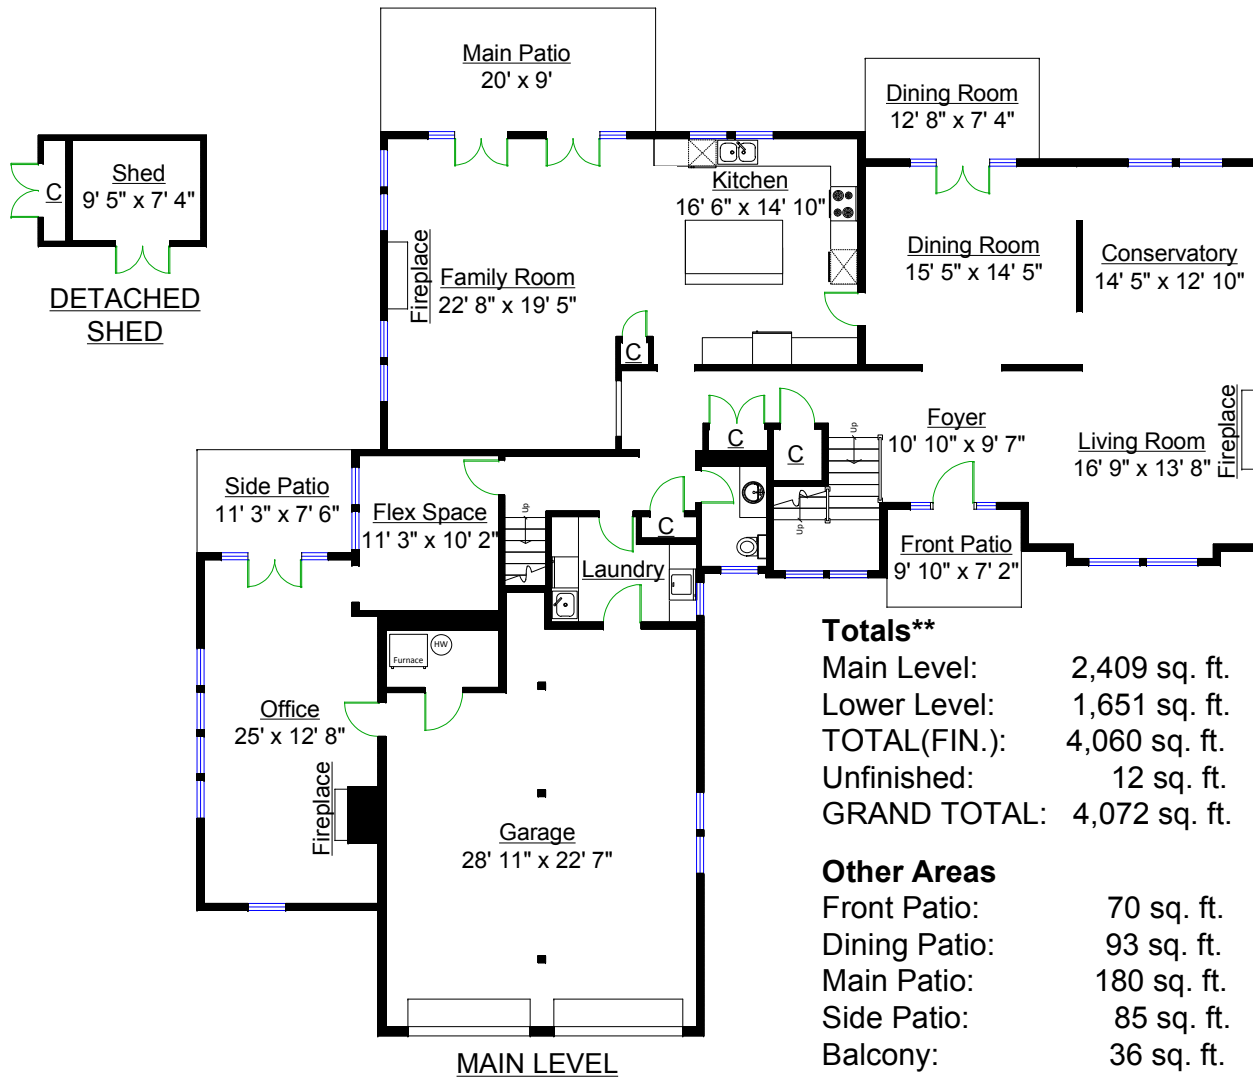 Main Patio
20' x 9'
Dining Room
12' 8" x 7' 4"
Shed
9' 5" x 7' 4"
C
DETACHED
SHED
Kitchen
16' 6" x 14' 10"
Dining Room
15' 5" x 14' 5"
Conservatory
14' 5" x 12' 10"
Fireplace
Family Room
22' 8" x 19' 5"
C
C
C
Up
Foyer
10' 10" x 9' 7"
Living Room
16' 9" x 13' 8"
Fireplace
Side Patio
11' 3" x 7' 6"
Flex Space
11' 3" x 10' 2"
Up
C
Up
Laundry
Front Patio
9' 10" x 7' 2"
Furnace
HW
Office
25' x 12' 8"
Fireplace
Garage
28' 11" x 22' 7"
MAIN LEVEL
Totals**
Main Level: 2,409 sq. ft.
Lower Level: 1,651 sq. ft.
TOTAL(FIN.): 4,060 sq. ft.
Unfinished: 12 sq. ft.
GRAND TOTAL: 4,072 sq. ft.
Other Areas
Front Patio: 70 sq. ft.
Dining Patio: 93 sq. ft.
Main Patio: 180 sq. ft.
Side Patio: 85 sq. ft.
Balcony: 36 sq. ft.